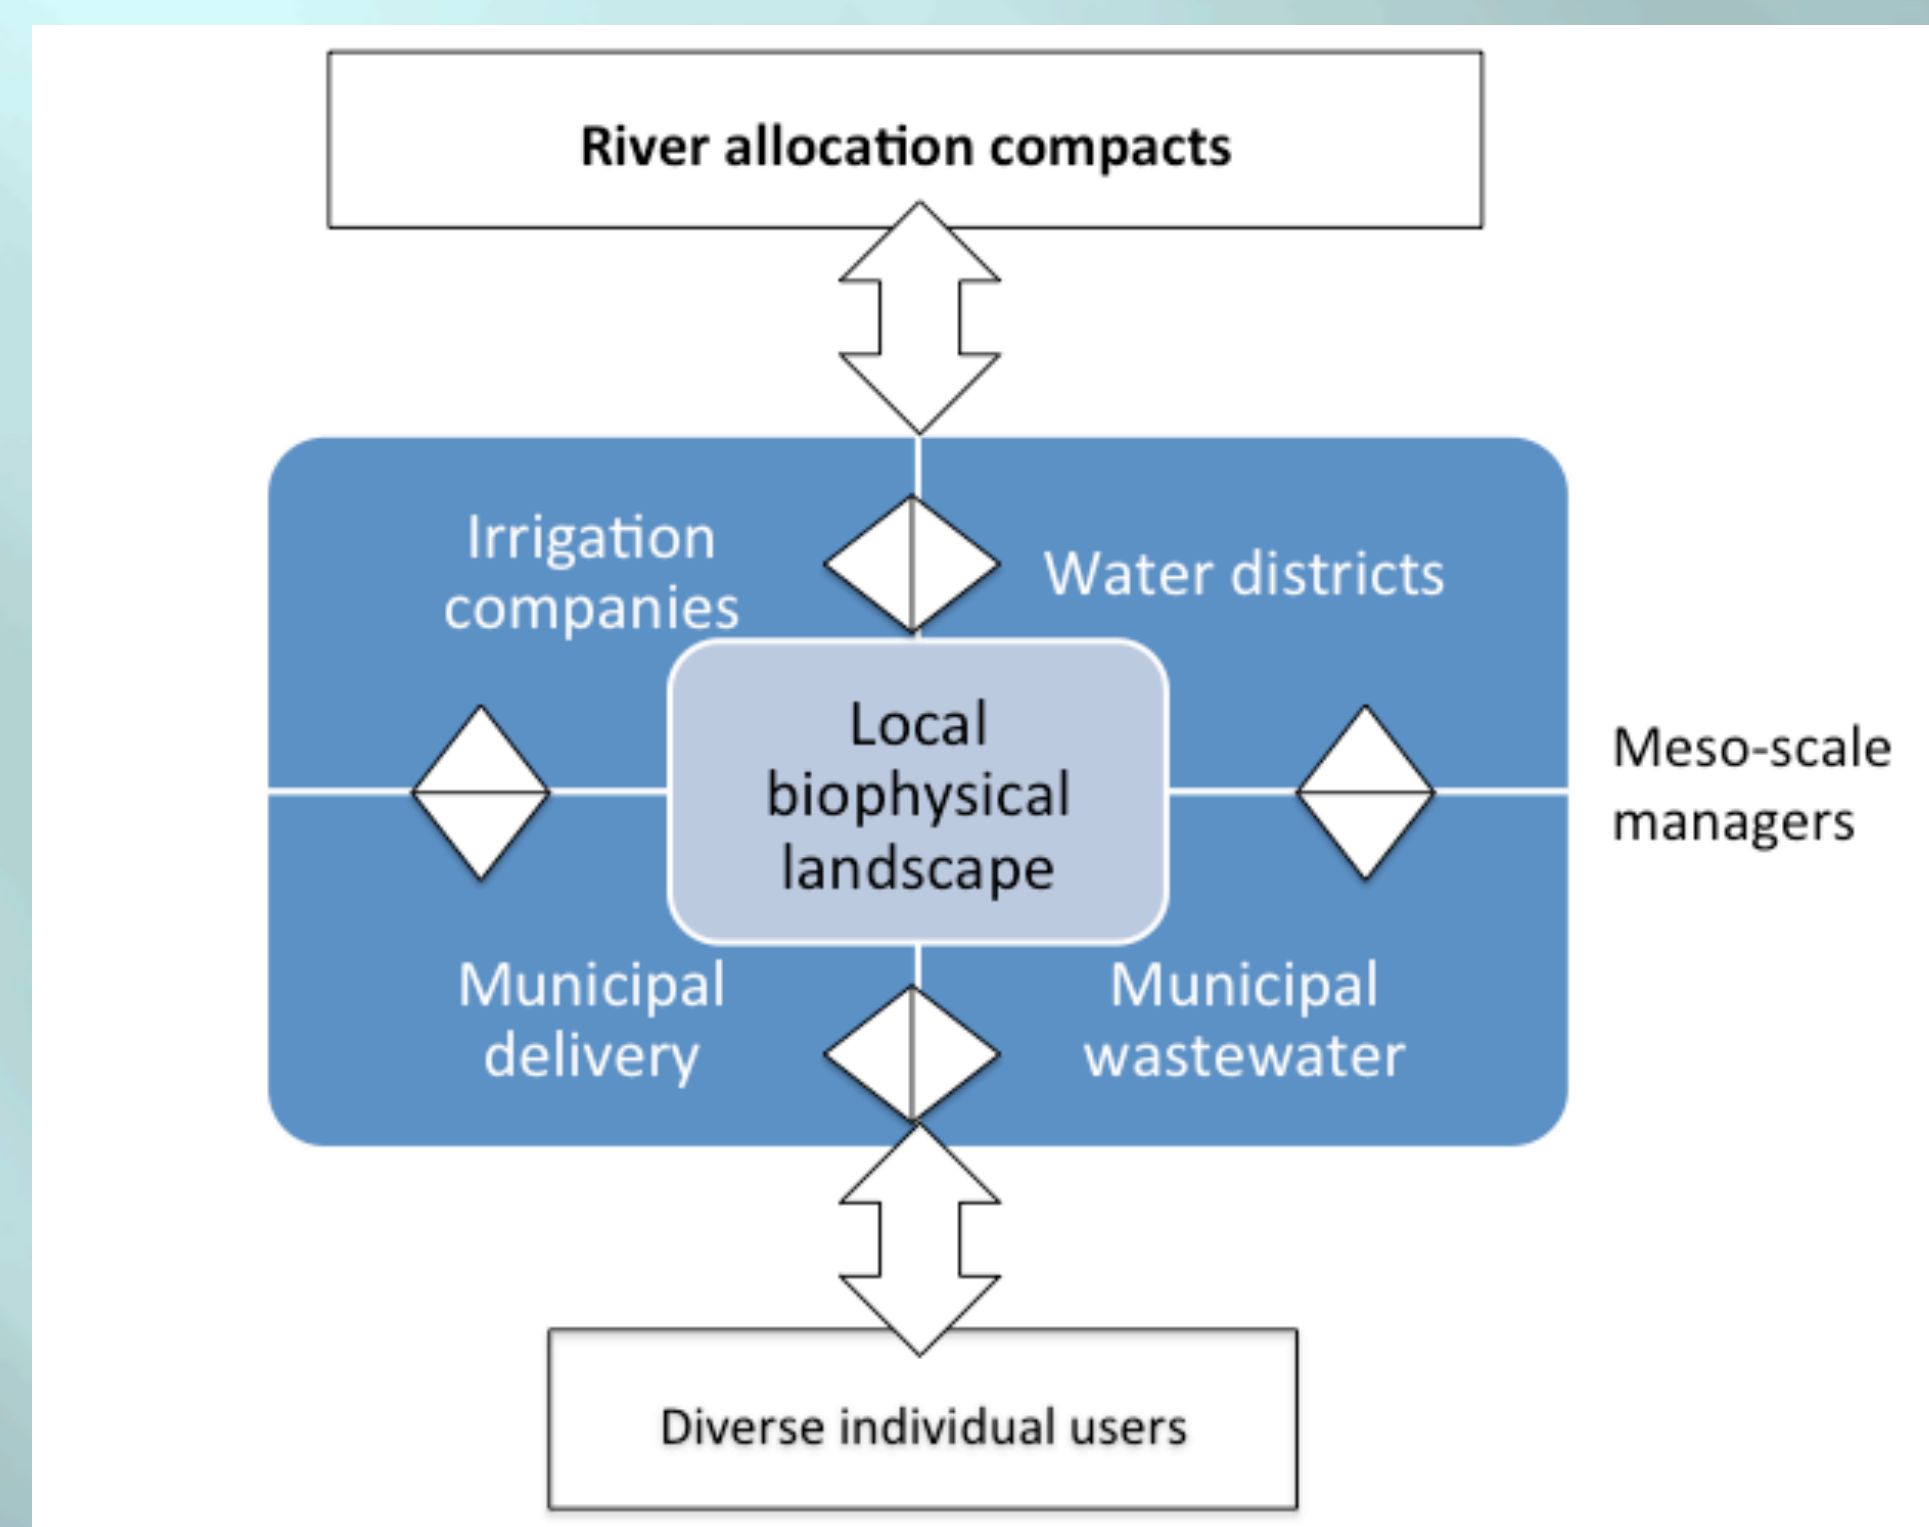 River allocation compacts
Irrigation
companies
Water districts
Local
biophysical
landscape
Meso-scale
managers
Municipal
delivery
Municipal
wastewater
Diverse individual users